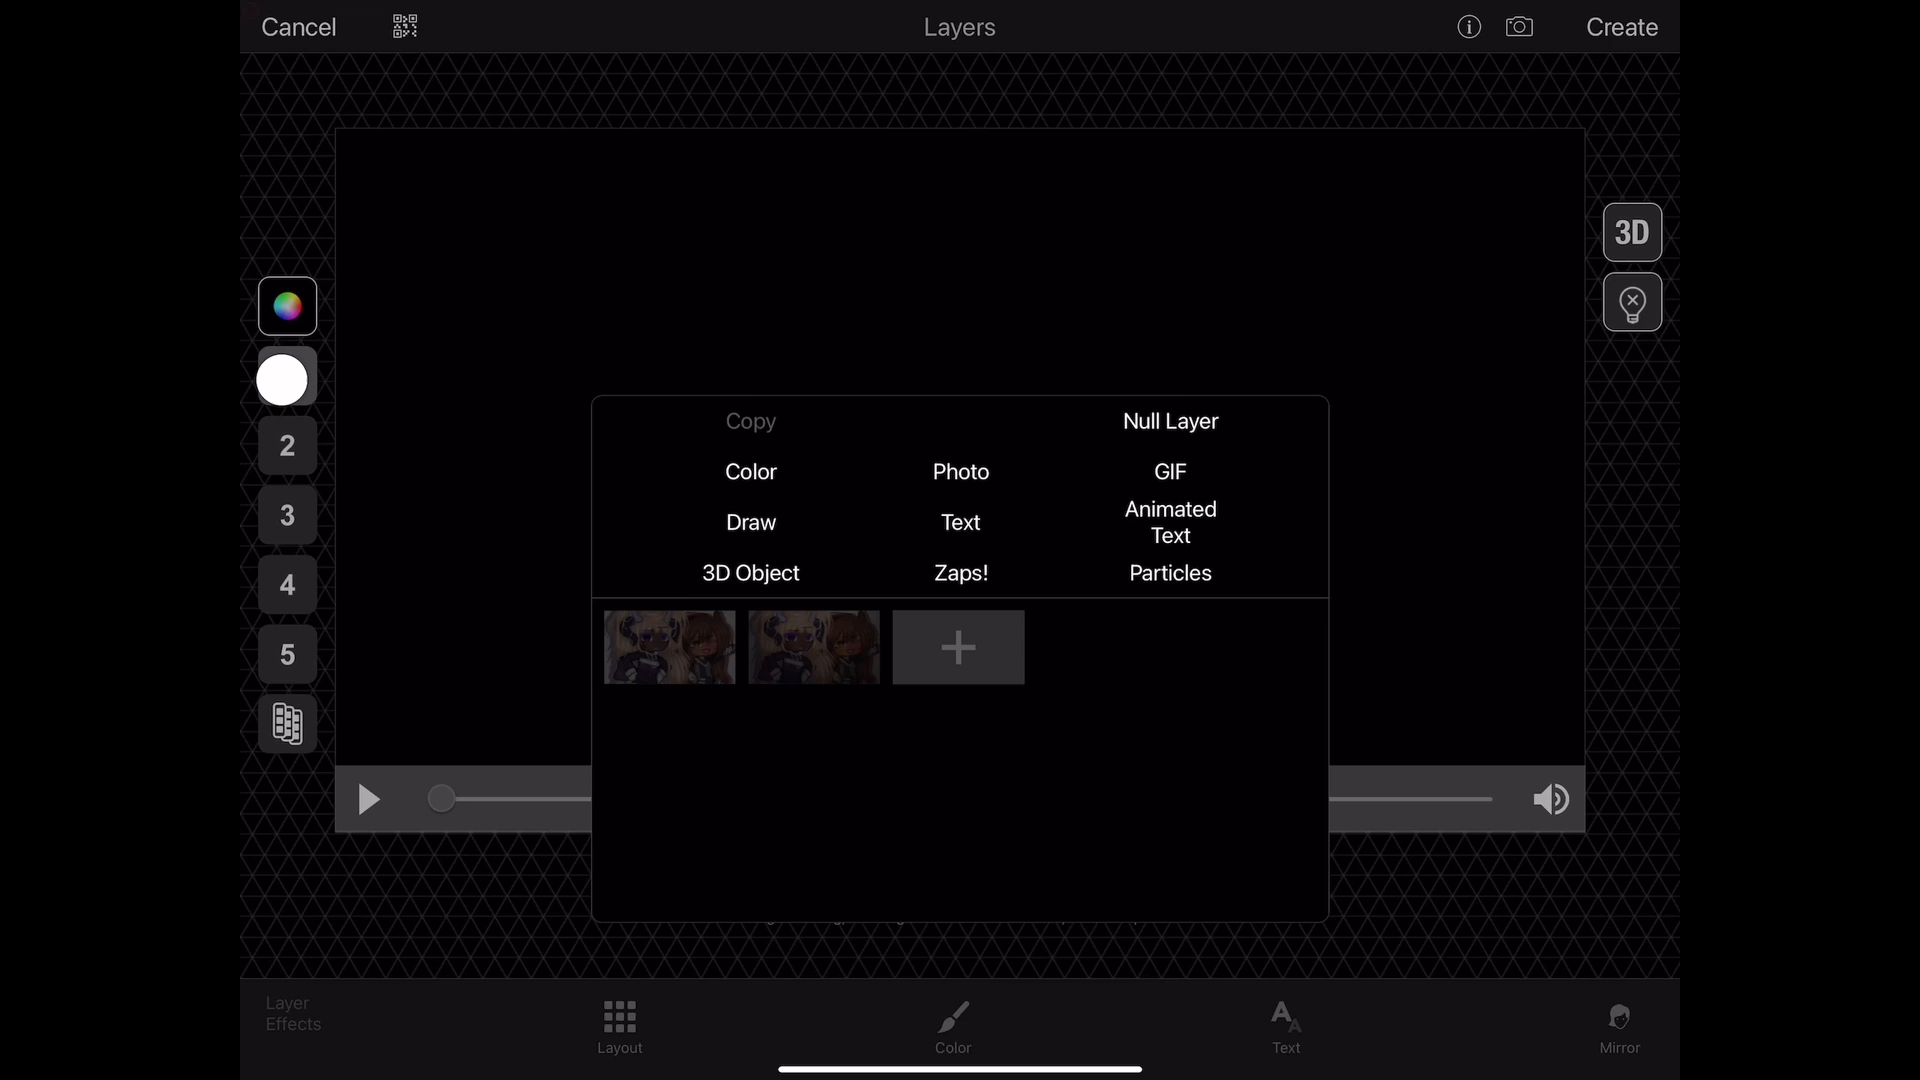 Cancel
Layers
Create
3D
2
3
4
5
Copy
Null Layer
Color
Photo
GIF
Draw
Text
Animated
Text
3D Object
Zaps!
Particles
Layer
Effects
Layout
Color
Text
Mirror